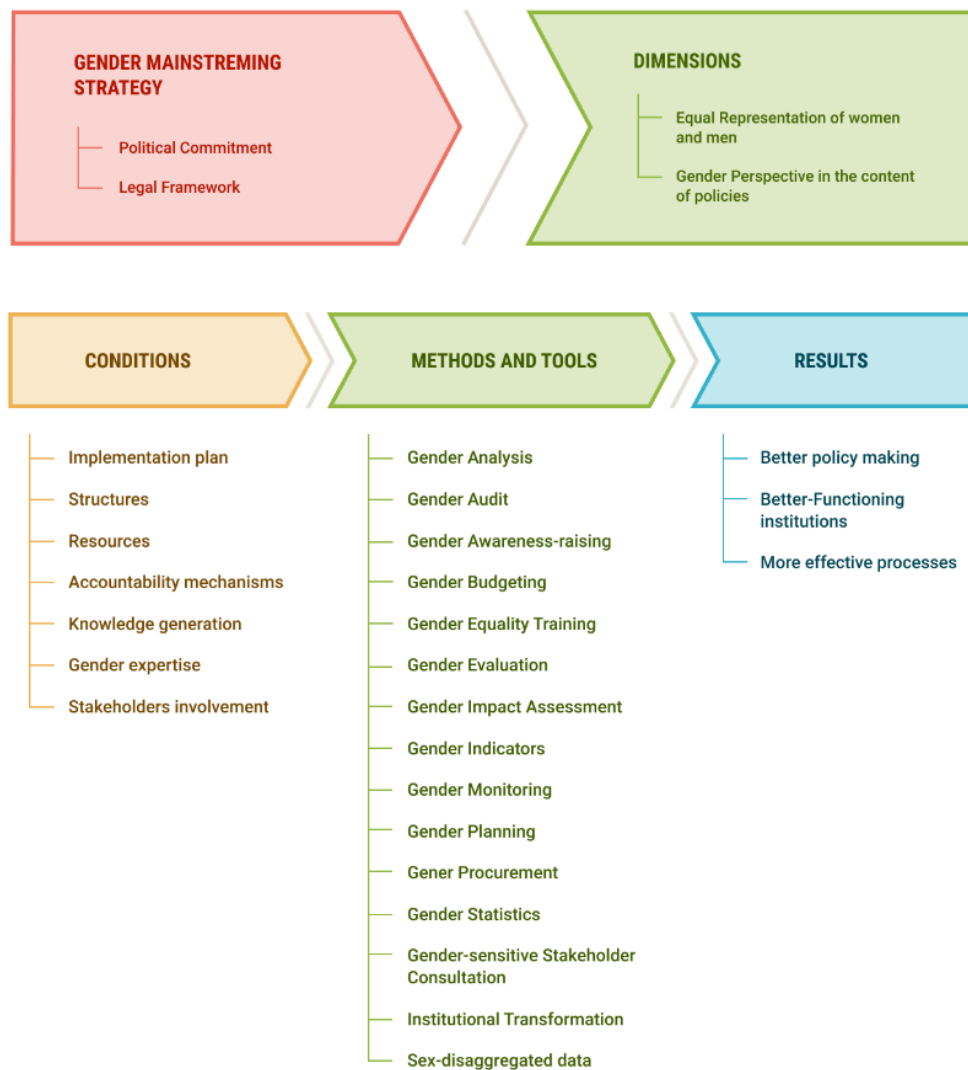 GENDER MAINSTREMING
STRATEGY
Political Commitment
Legal Framework
DIMENSIONS
Equal Representation of women
and men
Gender Perspective in the content
of policies
CONDITIONS
Implementation plan
Structures
Resources
Accountability mechanisms
Knowledge generation
Gender expertise
Stakeholders involvement
METHODS AND TOOLS
Gender Analysis
Gender Audit
Gender Awareness-raising
Gender Budgeting
Gender Equality Training
Gender Evaluation
Gender Impact Assessment
Gender Indicators
Gender Monitoring
Gender Planning
Gener Procurement
Gender Statistics
Gender-sensitive Stakeholder
Consultation
Institutional Transformation
Sex-disaggregated data
RESULTS
Better policy making
Better-Functioning
institutions
More effective processes